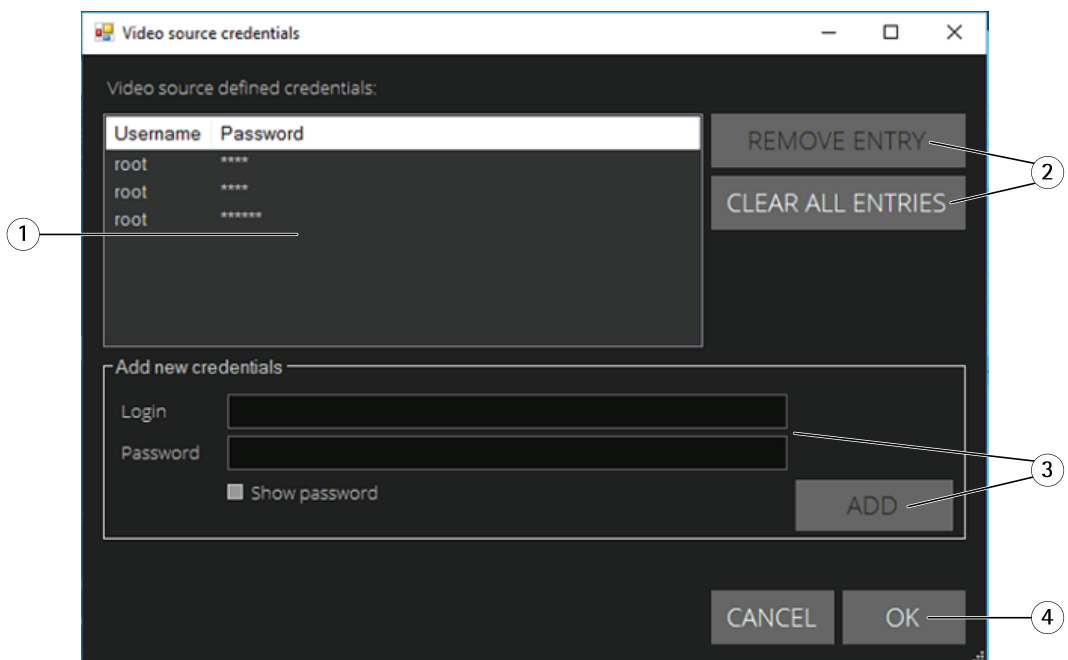 Video source credentials
Video source defined credentials:
Username Password
REMOVE ENTRY
root ****
2
root ****
CLEAR ALL ENTRIES
root ******
1
Add new credentials
Login
Password
3
Show password
ADD
CANCEL OK
4